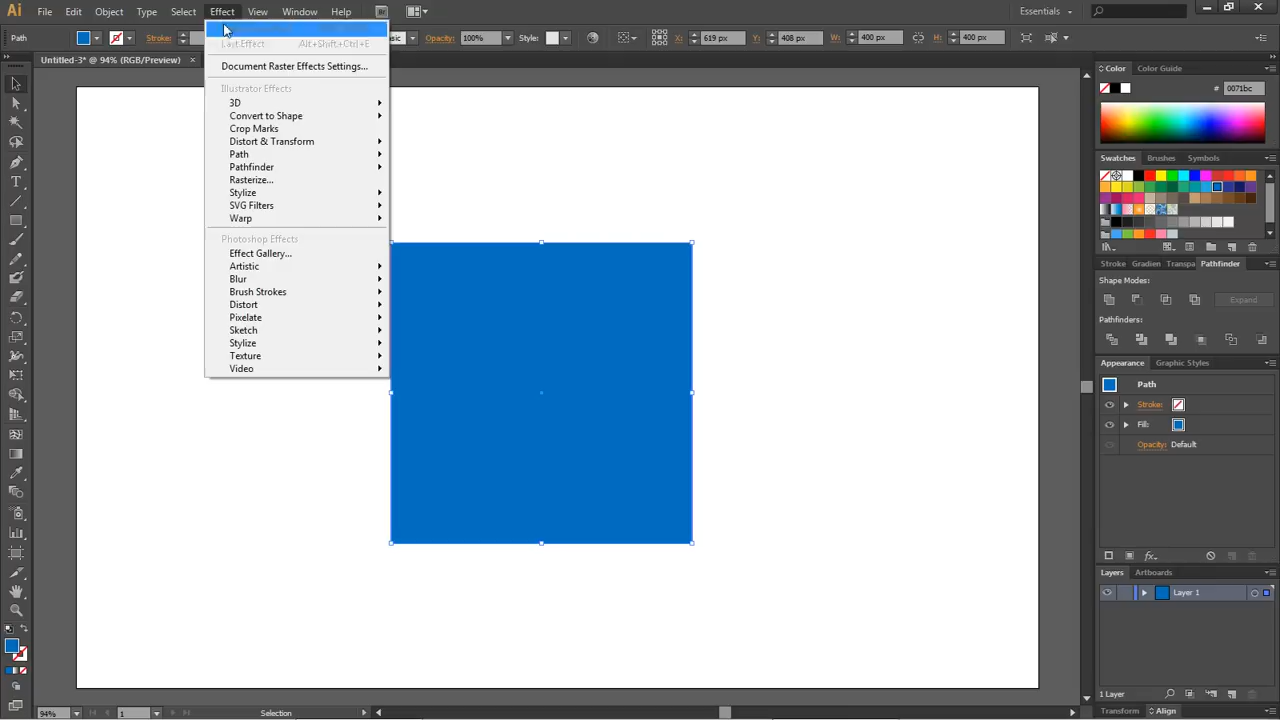 Ai File Edit Object Type Select Effect View Window Help Br Essentials
Path Stroke: Opacity: 100% Style: X: 619 px Y: 408 px W: 400 px H: 400 px
Untitled-3* @ 94% (RGB/Preview) ×
Last Effect Alt+Shift+Ctrl+E
Document Raster Effects Settings...
Illustrator Effects
3D
Convert to Shape
Crop Marks
Distort & Transform
Path
Pathfinder
Rasterize...
Stylize
SVG Filters
Warp
Photoshop Effects
Effect Gallery...
Artistic
Blur
Brush Strokes
Distort
Pixelate
Sketch
Stylize
Texture
Video
Color Color Guide
# 0071bc
Swatches Brushes Symbols
Stroke Gradien Transpa Pathfinder
Shape Modes:
Expand
Pathfinders:
Appearance Graphic Styles
Path
Stroke:
Fill:
Opacity: Default
fx
Layers Artboards
Layer 1
1 Layer
Transform Align
94% 1 Selection